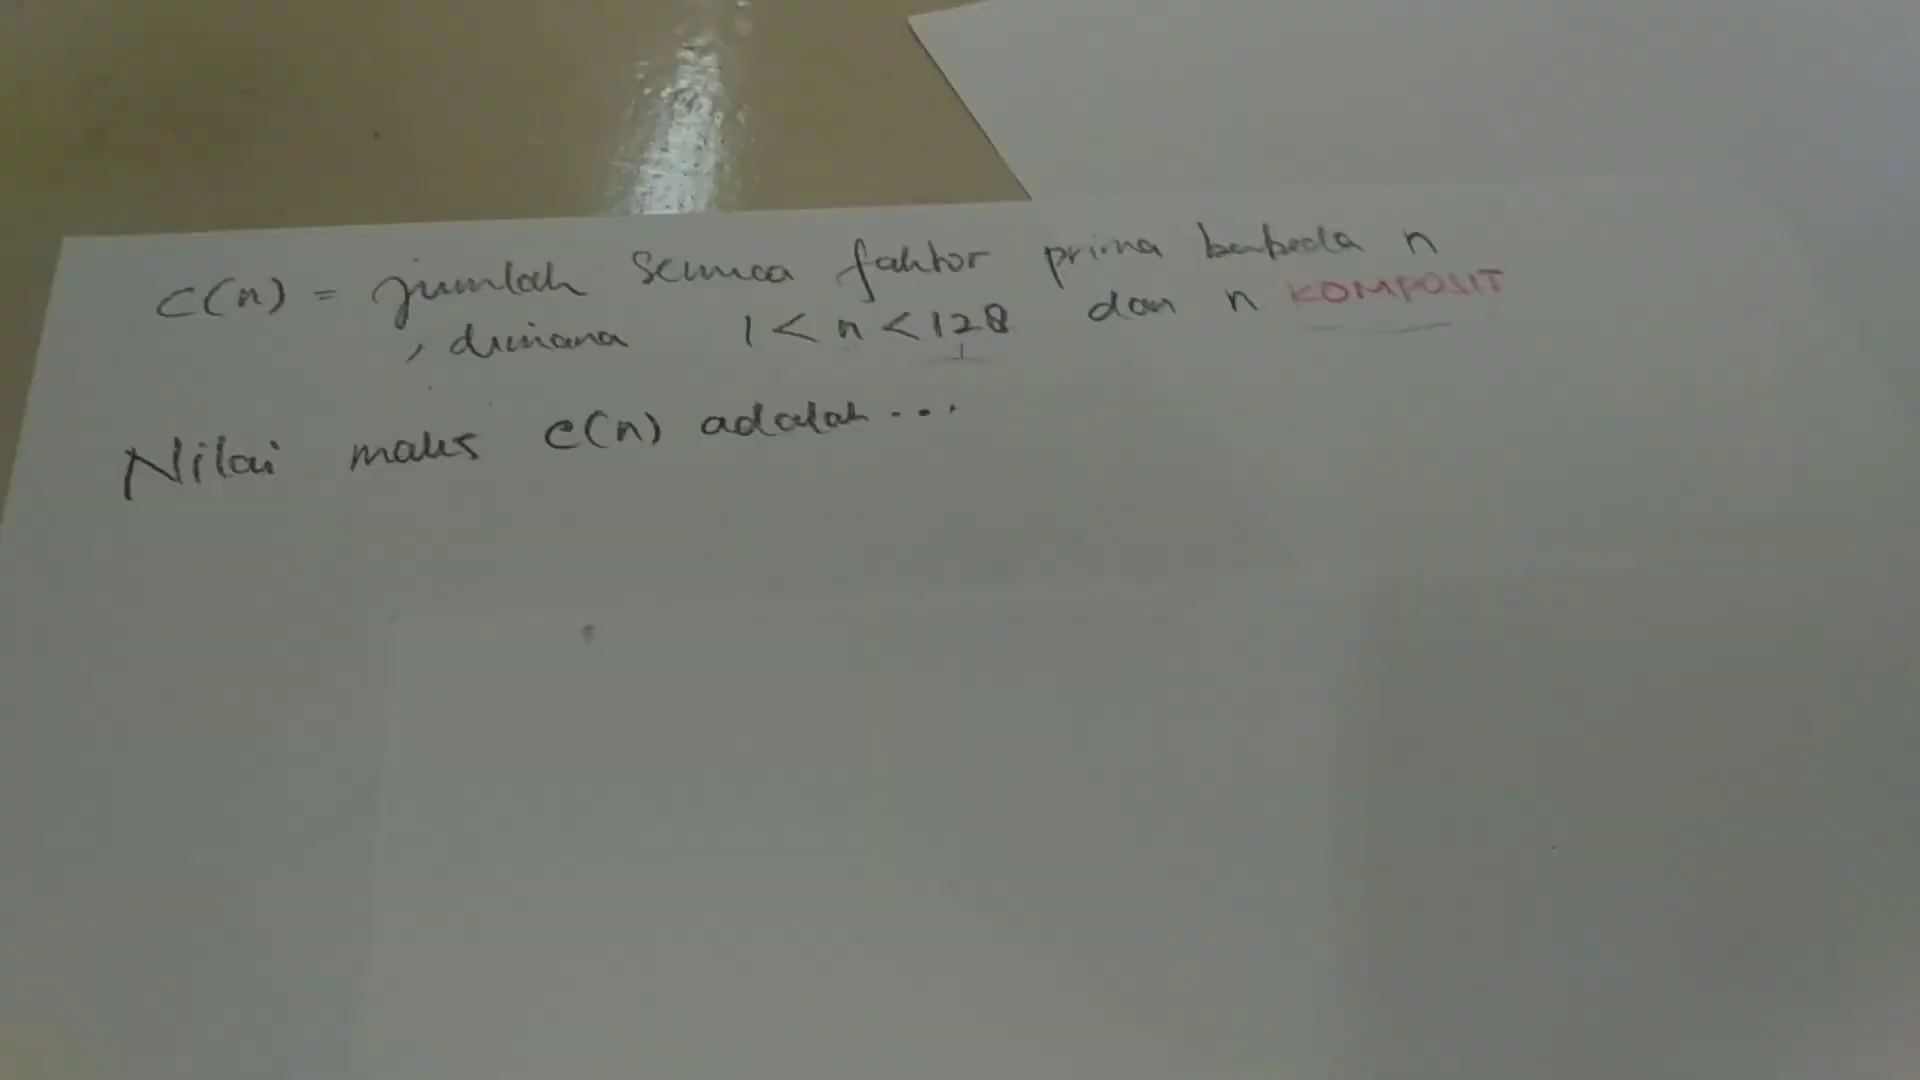 c(n) = jumlah semua faktor prima berbeda n
, dimana 1 < n < 128 dan n KOMPOSIT
Nilai maks c(n) adalah...